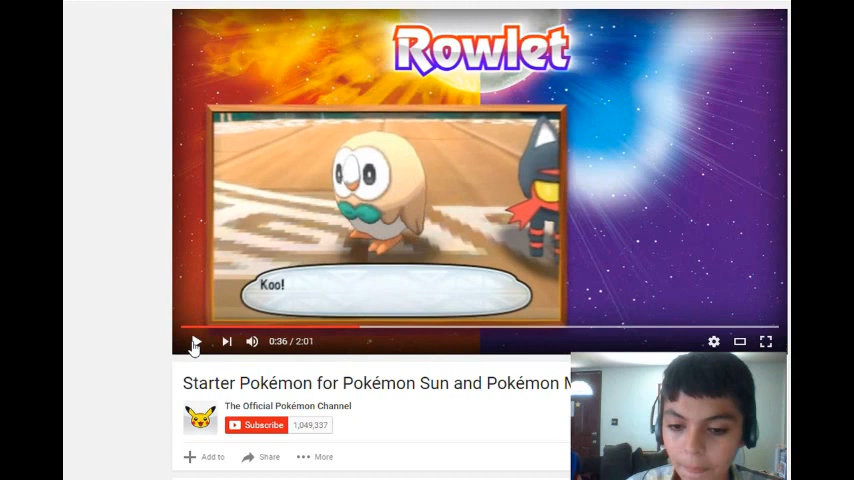 Rowlet
Koo!
0:36 / 2:01
Starter Pokémon for Pokémon Sun and Pokémon
The Official Pokémon Channel
Subscribe 1,049,337
Add to Share More